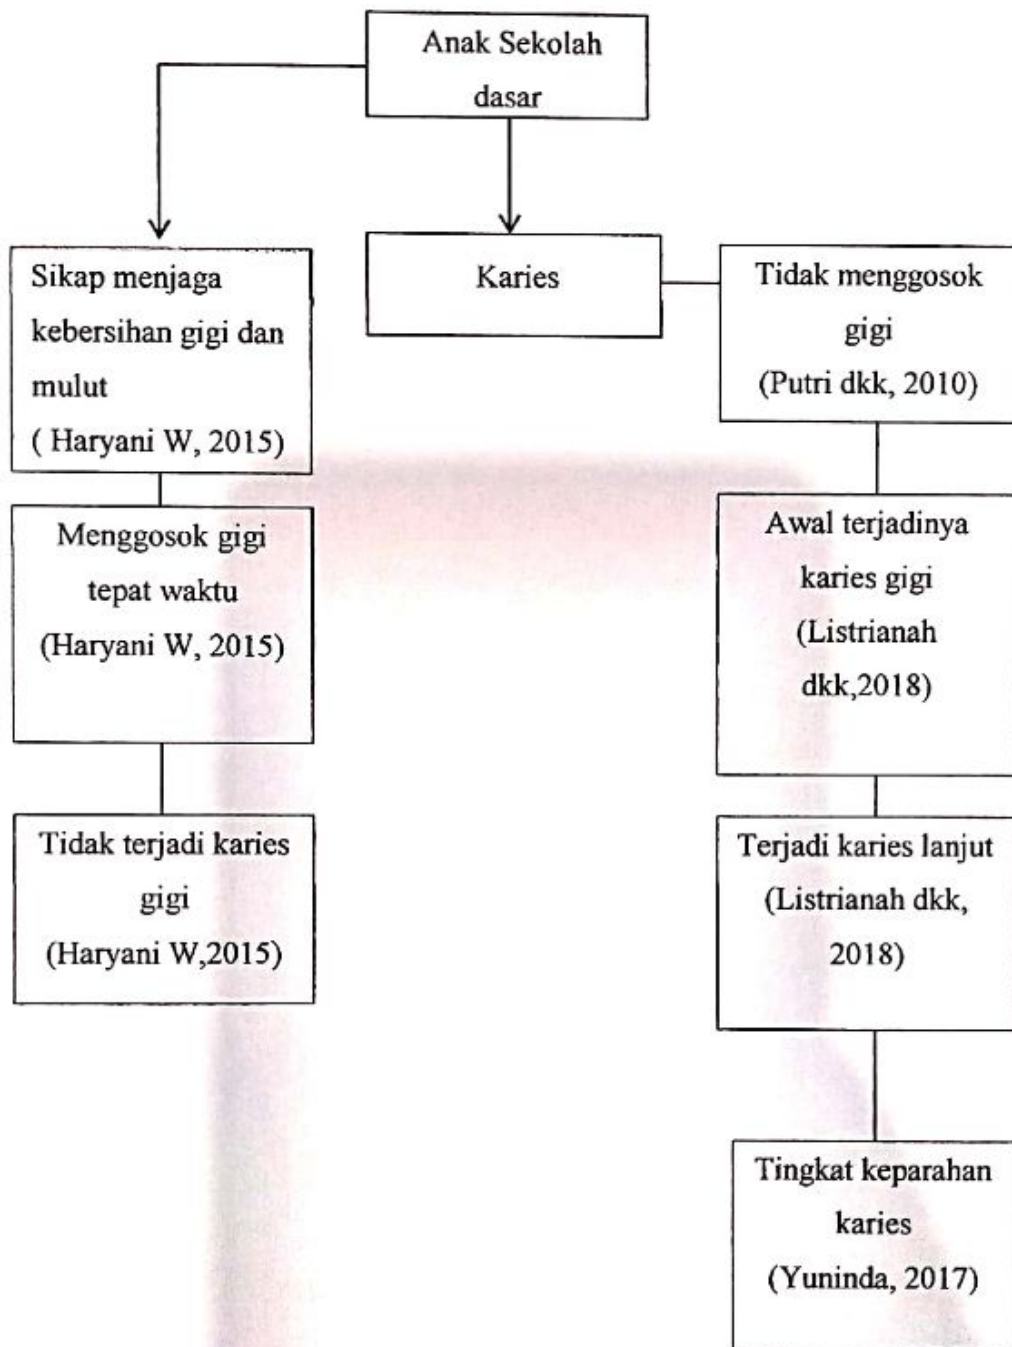 Anak Sekolah
dasar
Sikap menjaga
kebersihan gigi dan
mulut
( Haryani W, 2015)
Menggosok gigi
tepat waktu
(Haryani W, 2015)
Tidak terjadi karies
gigi
(Haryani W,2015)
Karies
Tidak menggosok
gigi
(Putri dkk, 2010)
Awal terjadinya
karies gigi
(Listrianah
dkk,2018)
Terjadi karies lanjut
(Listrianah dkk,
2018)
Tingkat keparahan
karies
(Yuninda, 2017)